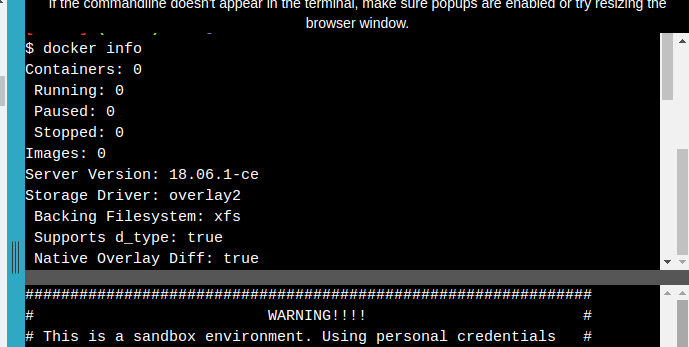 If the commandline doesn't appear in the terminal, make sure popups are enabled or try resizing the
browser window.
$ docker info
Containers: 0
Running: 0
Paused: 0
Stopped: 0
Images: 0
Server Version: 18.06.1-ce
Storage Driver: overlay2
Backing Filesystem: xfs
Supports d_type: true
Native Overlay Diff: true
###############################################################
# WARNING!!!! #
# This is a sandbox environment. Using personal credentials #